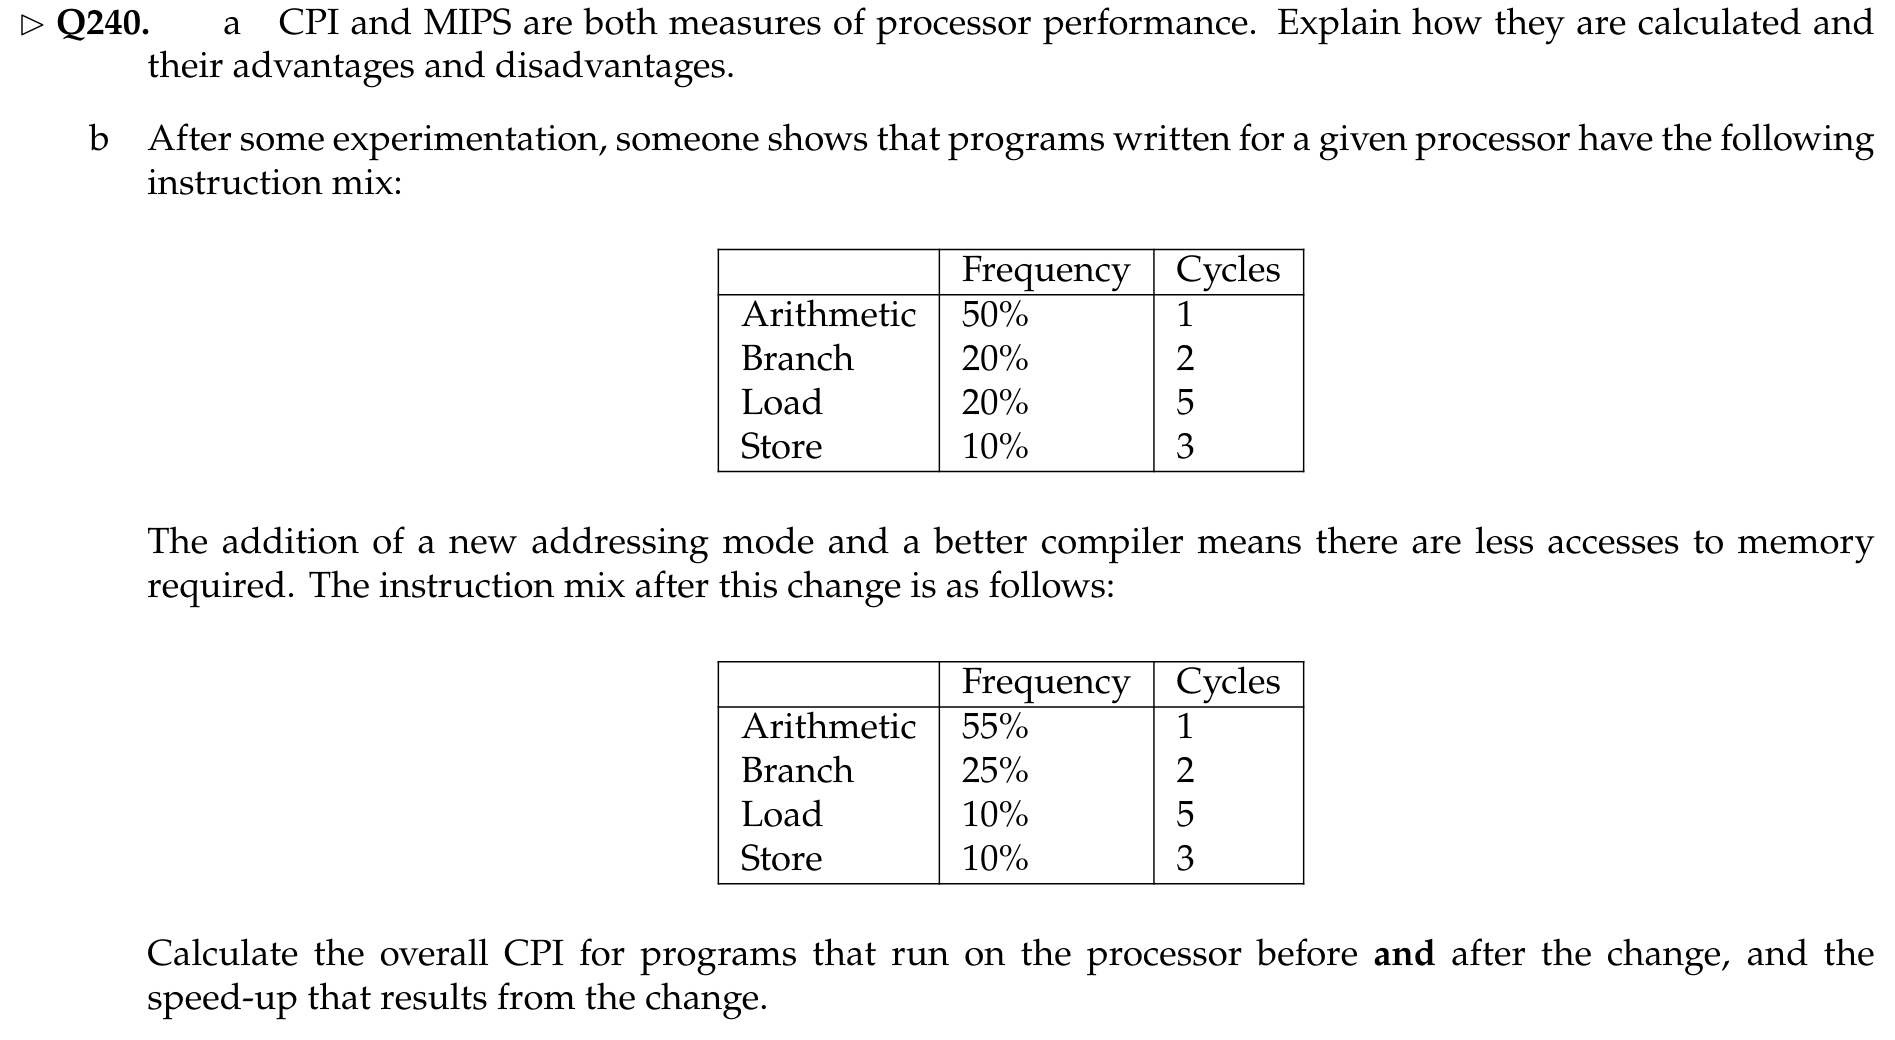 ▷ Q240. a CPI and MIPS are both measures of processor performance. Explain how they are calculated and
their advantages and disadvantages.
b After some experimentation, someone shows that programs written for a given processor have the following
instruction mix:
Frequency Cycles
Arithmetic 50% 1
Branch 20% 2
Load 20% 5
Store 10% 3
The addition of a new addressing mode and a better compiler means there are less accesses to memory
required. The instruction mix after this change is as follows:
Frequency Cycles
Arithmetic 55% 1
Branch 25% 2
Load 10% 5
Store 10% 3
Calculate the overall CPI for programs that run on the processor before and after the change, and the
speed-up that results from the change.